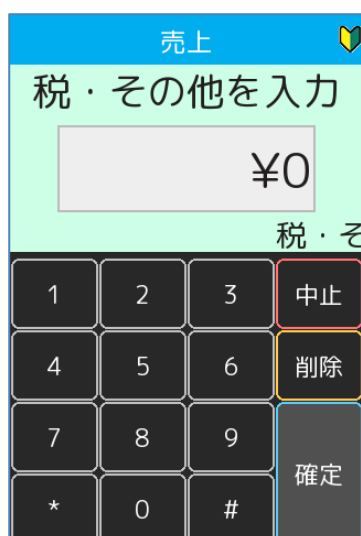 売上
税・その他を入力
¥0
税・そ
1 2 3 中止
4 5 6 削除
7 8 9
確定
* 0 #